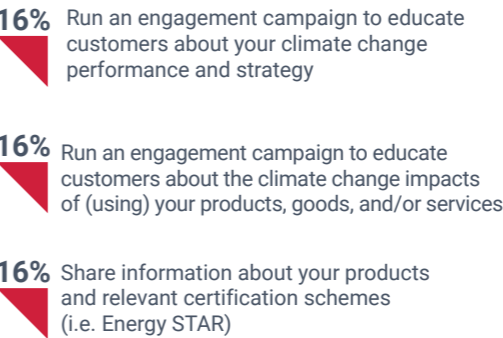 16% Run an engagement campaign to educate
customers about your climate change
performance and strategy
16% Run an engagement campaign to educate
customers about the climate change impacts
of (using) your products, goods, and/or services
16% Share information about your products
and relevant certification schemes
(i.e. Energy STAR)